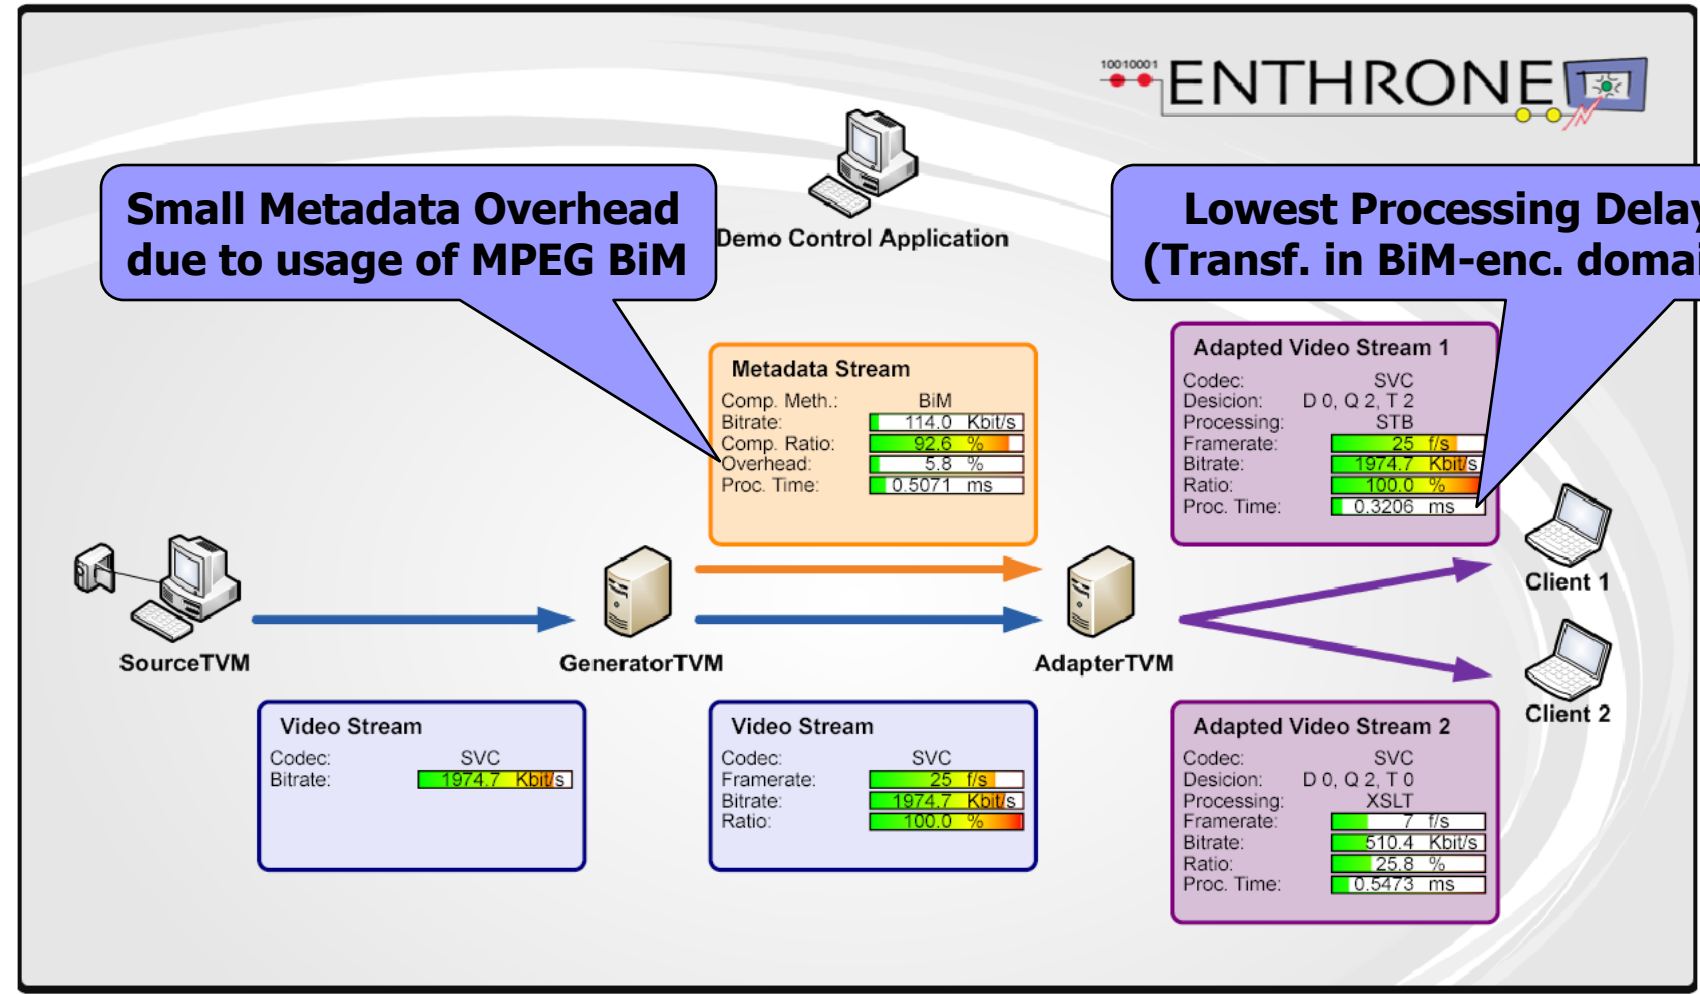 10010001
ENTHRONE
Small Metadata Overhead
due to usage of MPEG BiM
Demo Control Application
Lowest Processing Delay
(Transf. in BiM-enc. domai
Metadata Stream
Comp. Meth.: BiM
Bitrate: 114.0 Kbit/s
Comp. Ratio: 92.6 %
Overhead: 5.8 %
Proc. Time: 0.5071 ms
Adapted Video Stream 1
Codec: SVC
Desicion: D 0, Q 2, T 2
Processing: STB
Framerate: 25 f/s
Bitrate: 1974.7 Kbit/s
Ratio: 100.0 %
Proc. Time: 0.3206 ms
SourceTVM
GeneratorTVM
AdapterTVM
Client 1
Client 2
Video Stream
Codec: SVC
Bitrate: 1974.7 Kbit/s
Video Stream
Codec: SVC
Framerate: 25 f/s
Bitrate: 1974.7 Kbit/s
Ratio: 100.0 %
Adapted Video Stream 2
Codec: SVC
Desicion: D 0, Q 2, T 0
Processing: XSLT
Framerate: 7 f/s
Bitrate: 510.4 Kbit/s
Ratio: 25.8 %
Proc. Time: 0.5473 ms